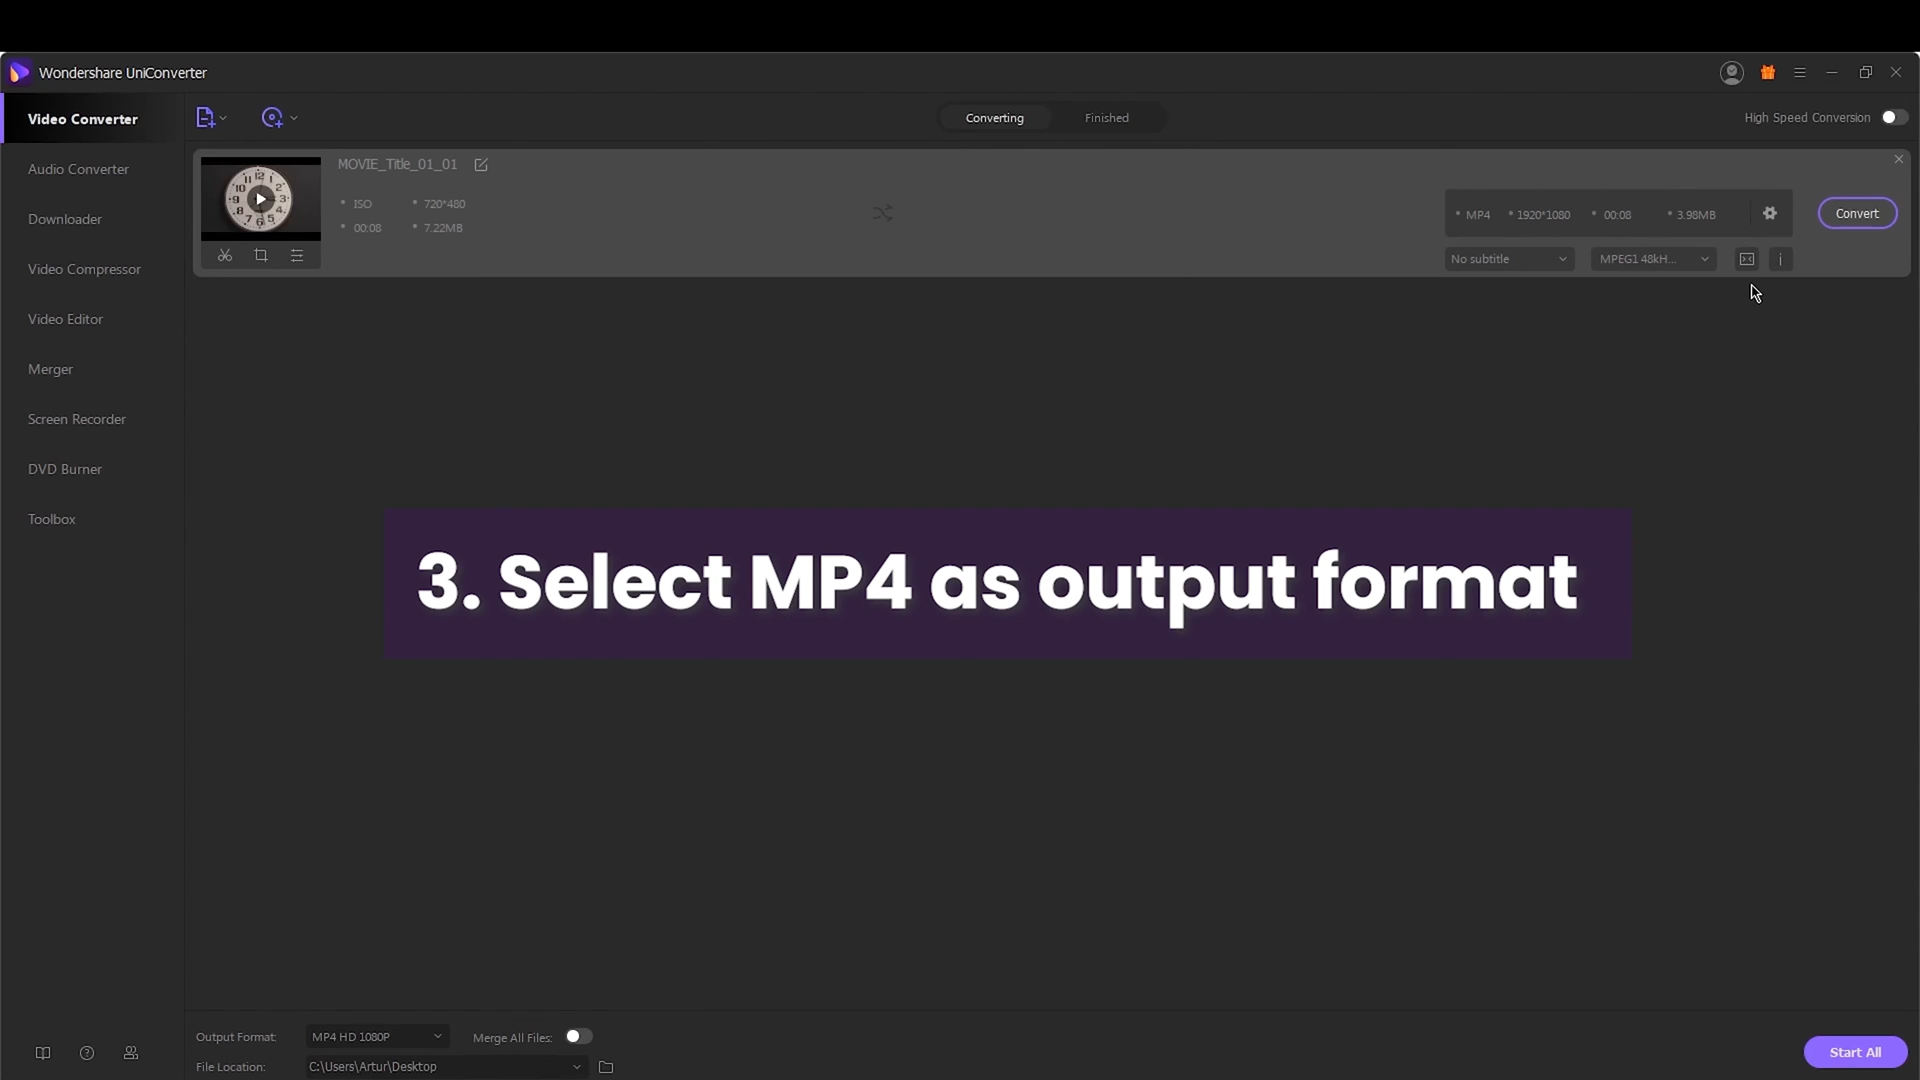 Wondershare UniConverter
Video Converter
Converting
Finished
High Speed Conversion
Audio Converter
Downloader
Video Compressor
Video Editor
Merger
Screen Recorder
DVD Burner
Toolbox
MOVIE_Title_01_01
• ISO • 720*480
• 00:08 • 7.22MB
• MP4 • 1920*1080 • 00:08 • 3.98MB
Convert
No subtitle
MPEG1 48kH...
3. Select MP4 as output format
Output Format: MP4 HD 1080P Merge All Files:
File Location: C:\Users\Artur\Desktop
Start All